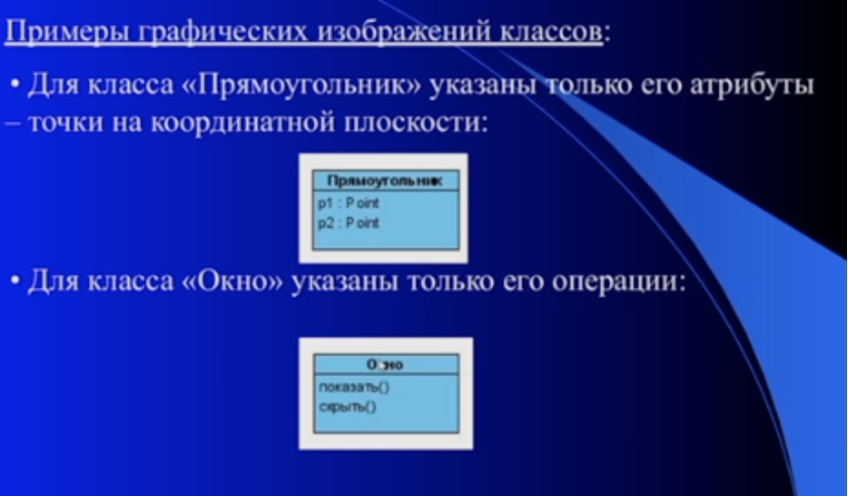 Примеры графических изображений классов:
• Для класса «Прямоугольник» указаны только его атрибуты
– точки на координатной плоскости:
Прямоугольник
p1 : Point
p2 : Point
• Для класса «Окно» указаны только его операции:
Окно
показать()
скрыть()